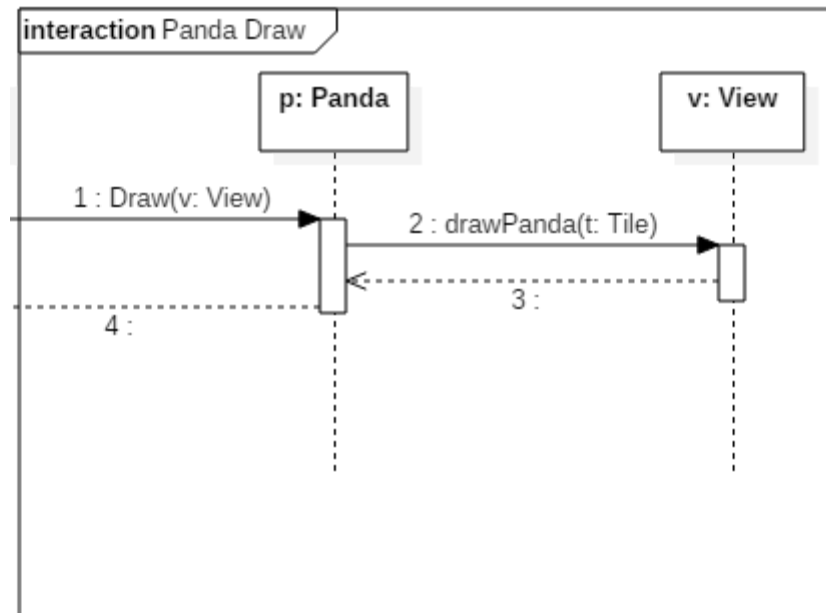 interaction Panda Draw
p: Panda
v: View
1 : Draw(v: View)
2 : drawPanda(t: Tile)
3 :
4 :